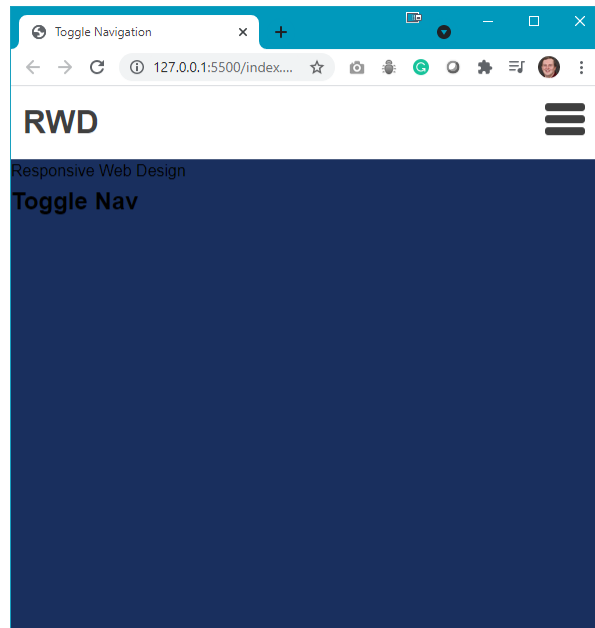 Toggle Navigation
127.0.0.1:5500/index....
RWD
Responsive Web Design
Toggle Nav